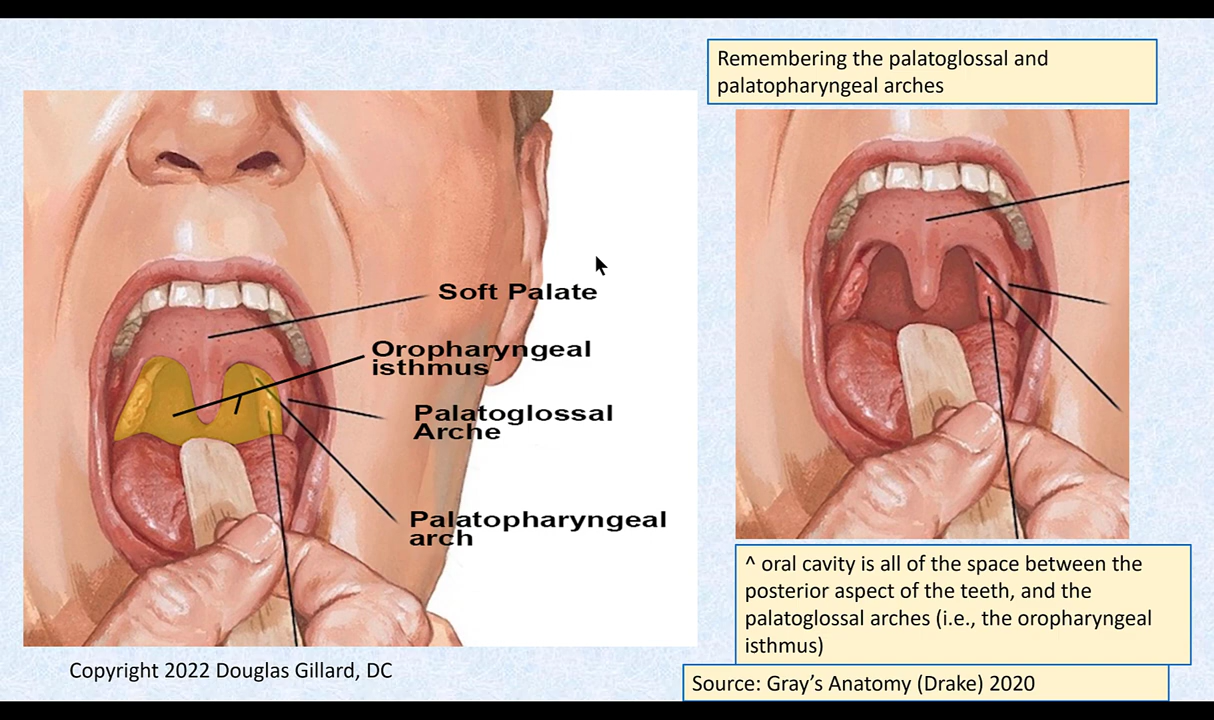 Remembering the palatoglossal and
palatopharyngeal arches
Soft Palate
Oropharyngeal
isthmus
Palatoglossal
Arche
Palatopharyngeal
arch
^ oral cavity is all of the space between the
posterior aspect of the teeth, and the
palatoglossal arches (i.e., the oropharyngeal
isthmus)
Copyright 2022 Douglas Gillard, DC
Source: Gray's Anatomy (Drake) 2020